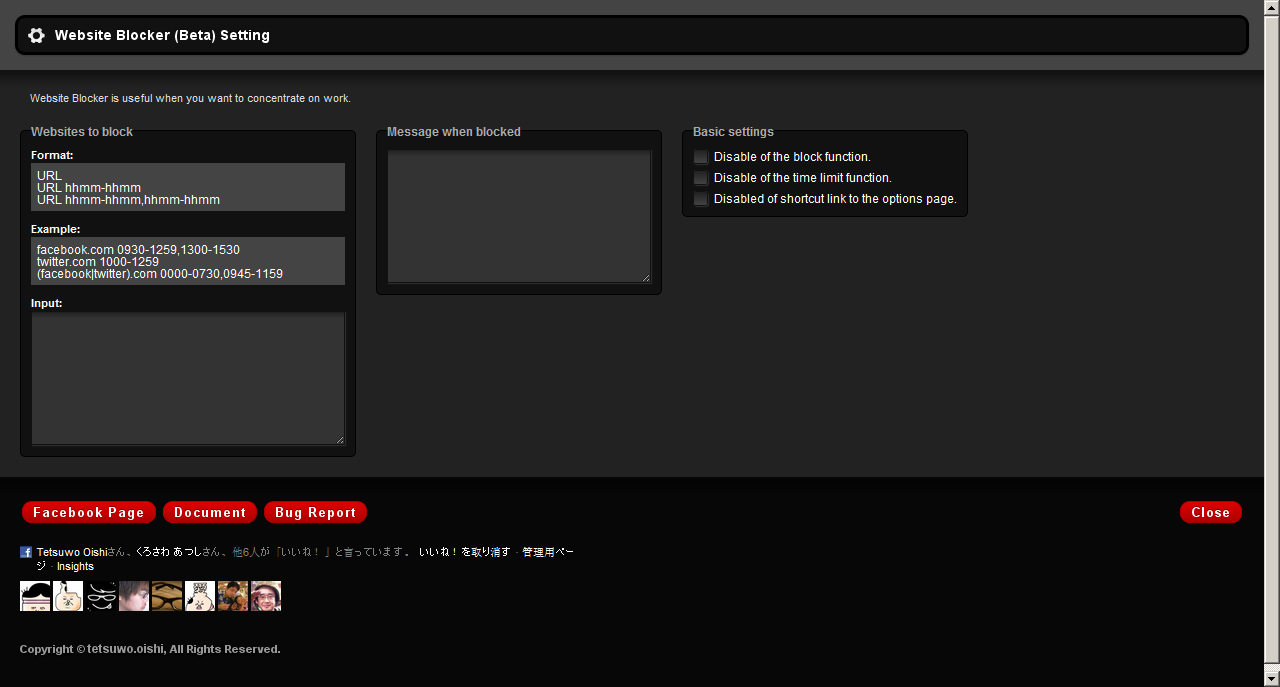 Website Blocker (Beta) Setting
Website Blocker is useful when you want to concentrate on work.
Websites to block
Format:
URL
URL hhmm-hhmm
URL hhmm-hhmm,hhmm-hhmm
Example:
facebook.com 0930-1259,1300-1530
twitter.com 1000-1259
(facebook|twitter).com 0000-0730,0945-1159
Input:
Message when blocked
Basic settings
Disable of the block function.
Disable of the time limit function.
Disabled of shortcut link to the options page.
Facebook Page Document Bug Report Close
Tetsuwo Oishiさん、くろさわ あつしさん、他6人が「いいね！」と言っています。 いいね！を取り消す · 管理用ペー
ジ · Insights
Copyright © tetsuwo.oishi, All Rights Reserved.